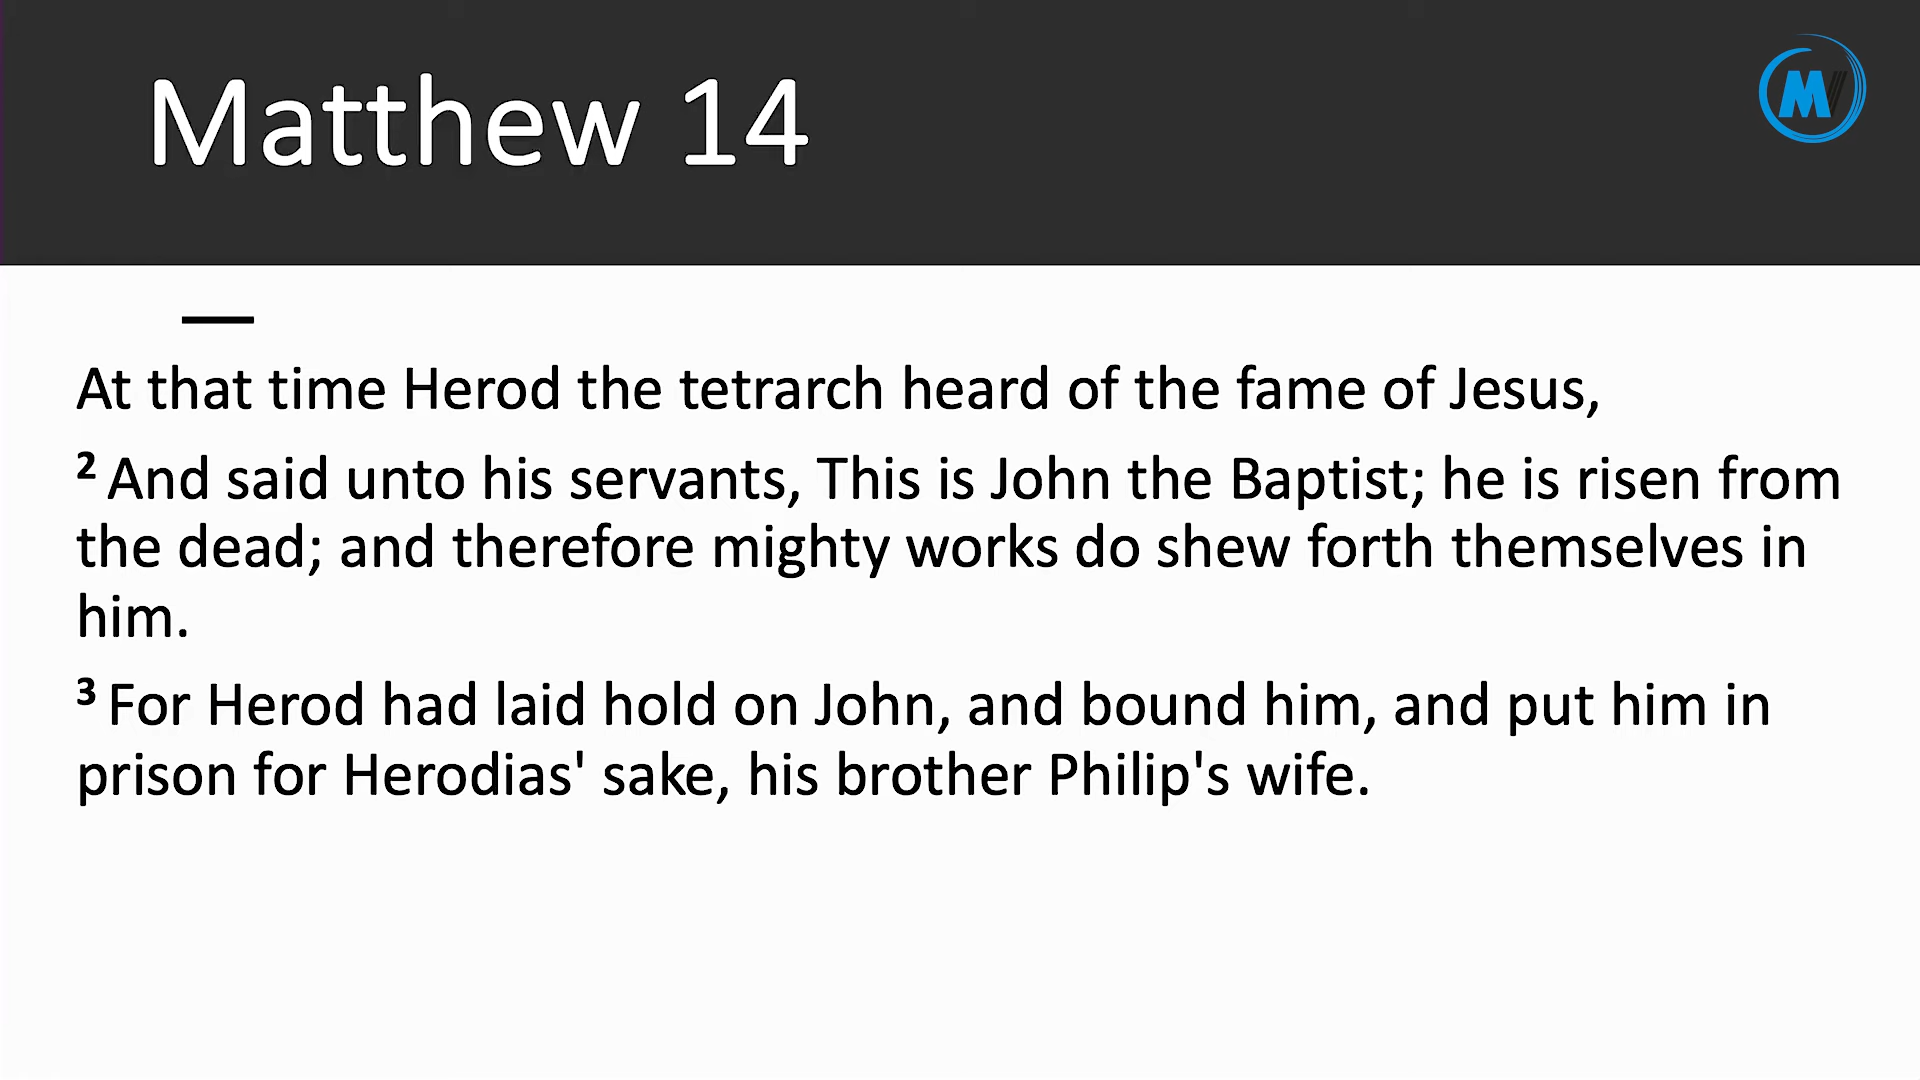 Matthew 14
M
At that time Herod the tetrarch heard of the fame of Jesus,
2 And said unto his servants, This is John the Baptist; he is risen from
the dead; and therefore mighty works do shew forth themselves in
him.
3 For Herod had laid hold on John, and bound him, and put him in
prison for Herodias' sake, his brother Philip's wife.